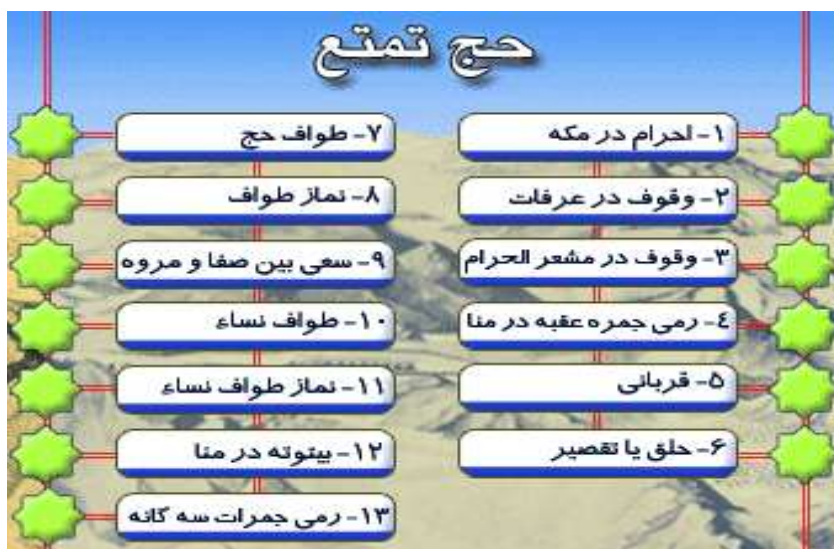 حج تمتع
۱- احرام در مکه
۲- وقوف در عرفات
۳- وقوف در مشعر الحرام
٤- رمی جمره عقبه در منا
۵- قربانی
۶- حلق یا تقصیر
۷- طواف حج
۸- نماز طواف
۹- سعی بین صفا و مروه
۱۰- طواف نساء
۱۱- نماز طواف نساء
۱۲- بیتوته در منا
۱۳- رمی جمرات سه گانه